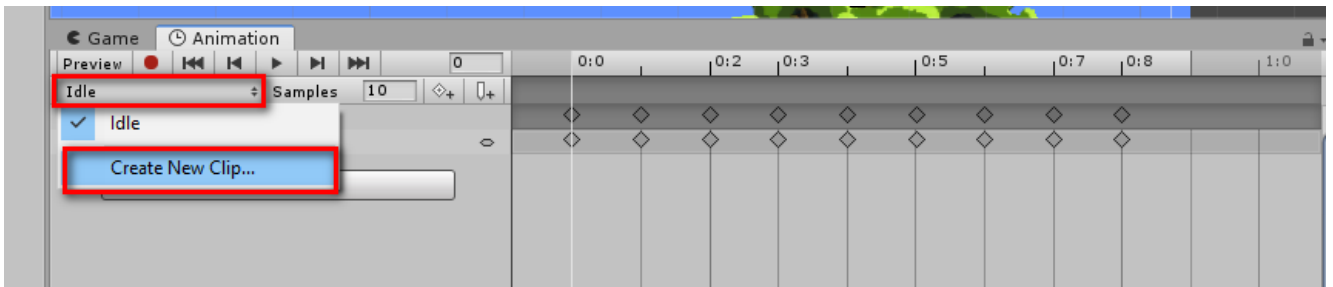 Game Animation
Preview 0 0:0 0:2 0:3 0:5 0:7 0:8 1:0
Idle Samples 10
Idle
Create New Clip...